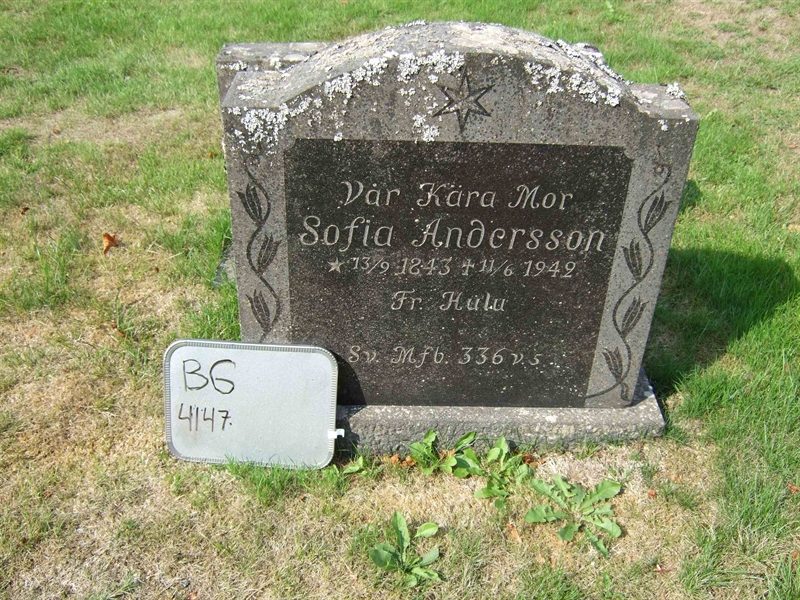 Vår Kära Mor
Sofia Andersson
★ 13/9 1843 ✝ 11/6 1942
Fr. Hulu
Sv. Mfb. 336 v 5
BG
4147.